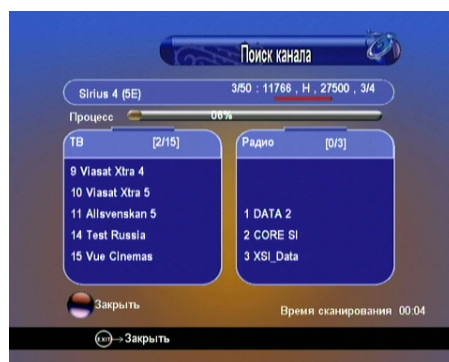 Поиск канала
Sirius 4 (5E) 3/50 : 11766 , H , 27500 , 3/4
Процесс 06%
ТВ [2/15] Радио [0/3]
9 Viasat Xtra 4
10 Viasat Xtra 5
11 Allsvenskan 5 1 DATA 2
14 Test Russia 2 CORE SI
15 Vue Cinemas 3 XSI_Data
Закрыть Время сканирования 00:04
EXIT → Закрыть